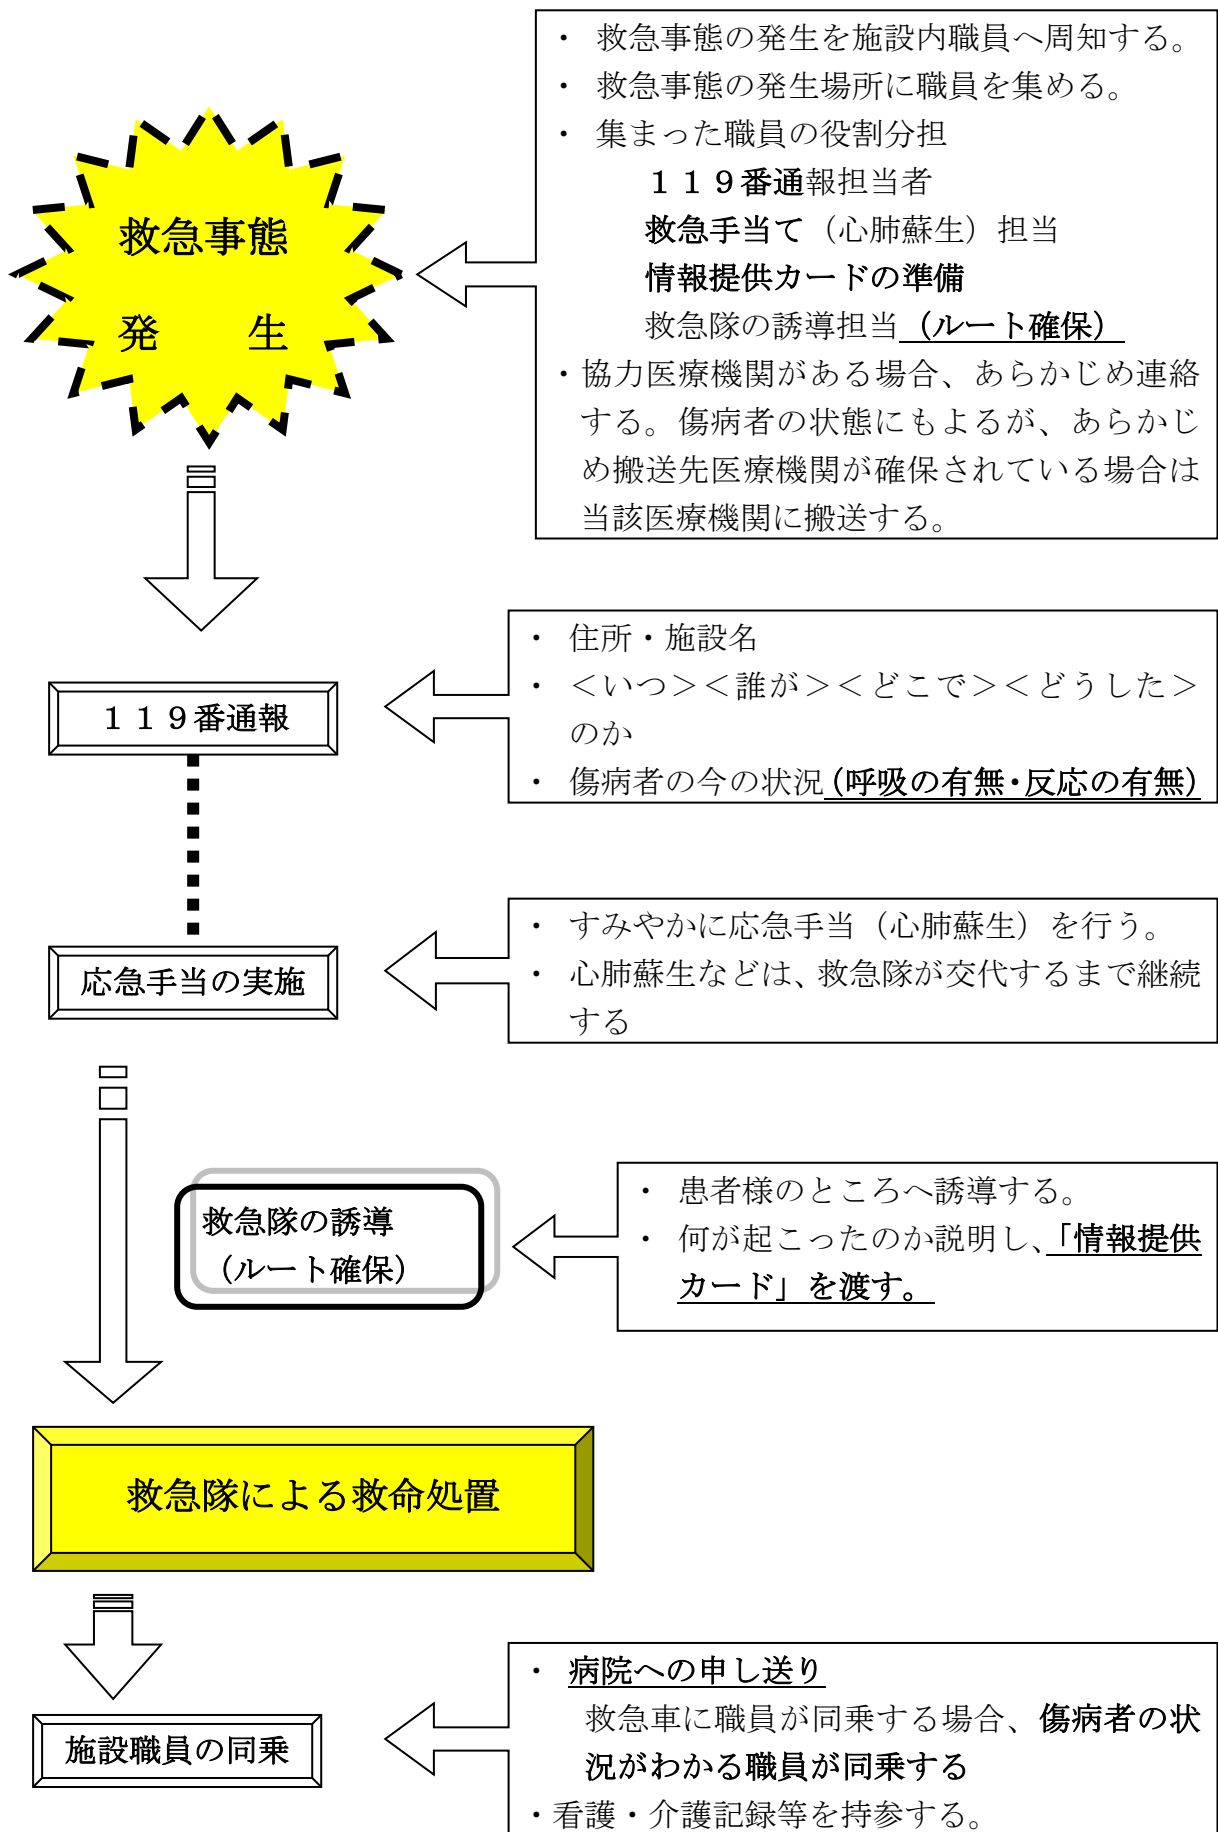 ・ 救急事態の発生を施設内職員へ周知する。
・ 救急事態の発生場所に職員を集める。
・ 集まった職員の役割分担
１１９番通報担当者
救急手当て（心肺蘇生）担当
情報提供カードの準備
救急隊の誘導担当（ルート確保）
・協力医療機関がある場合、あらかじめ連絡
する。傷病者の状態にもよるが、あらかじ
め搬送先医療機関が確保されている場合は
当該医療機関に搬送する。
救急事態
発　　生
・ 住所・施設名
・ ＜いつ＞＜誰が＞＜どこで＞＜どうした＞
のか
・ 傷病者の今の状況（呼吸の有無・反応の有無）
１１９番通報
・ すみやかに応急手当（心肺蘇生）を行う。
・ 心肺蘇生などは、救急隊が交代するまで継続
する
応急手当の実施
・ 患者様のところへ誘導する。
・ 何が起こったのか説明し、「情報提供
カード」を渡す。
救急隊の誘導
（ルート確保）
救急隊による救命処置
・ 病院への申し送り
救急車に職員が同乗する場合、傷病者の状
況がわかる職員が同乗する
・看護・介護記録等を持参する。
施設職員の同乗